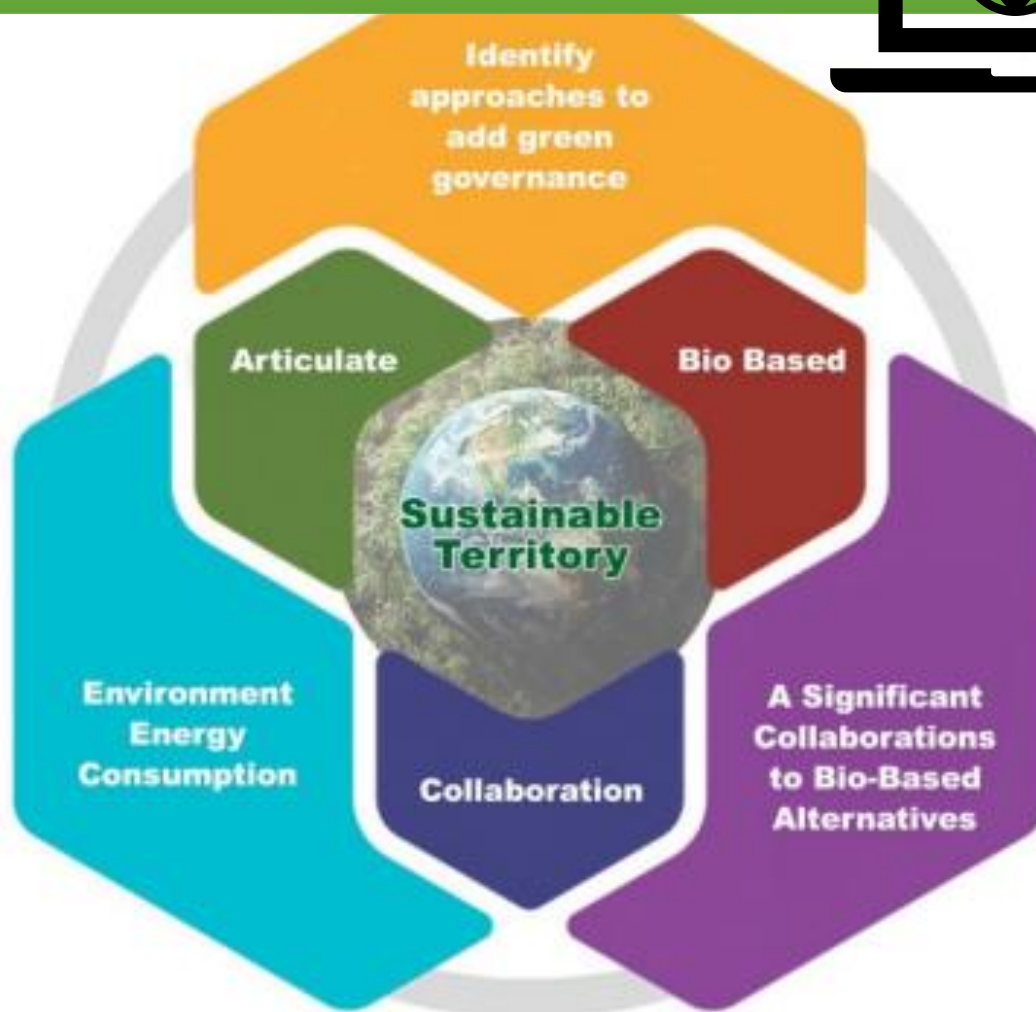 Identify
approaches to
add green
governance
Articulate
Bio Based
Sustainable
Territory
Environment
Energy
Consumption
Collaboration
A Significant
Collaborations
to Bio-Based
Alternatives